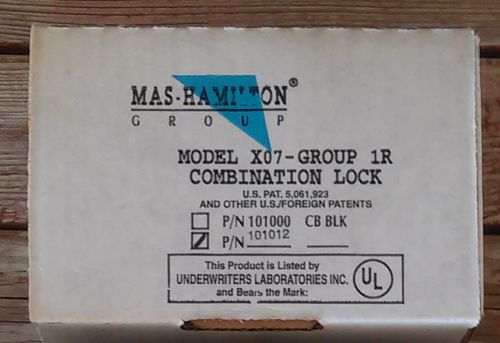 MAS-HAMILTON®
GROUP
MODEL X07-GROUP 1R
COMBINATION LOCK
U.S. PAT. 5,061,923
AND OTHER U.S./FOREIGN PATENTS
P/N 101000 CB BLK
P/N 101012
This Product is Listed by
UNDERWRITERS LABORATORIES INC.
and Bears the Mark:
UL